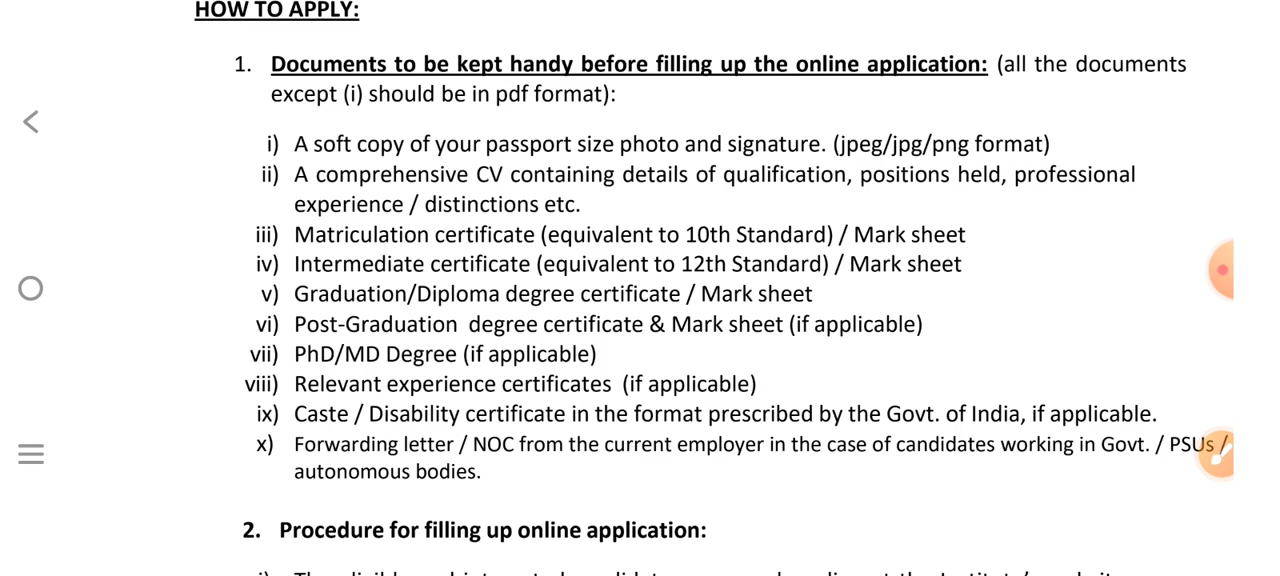 HOW TO APPLY:
1. Documents to be kept handy before filling up the online application: (all the documents
except (i) should be in pdf format):
i) A soft copy of your passport size photo and signature. (jpeg/jpg/png format)
ii) A comprehensive CV containing details of qualification, positions held, professional
experience / distinctions etc.
iii) Matriculation certificate (equivalent to 10th Standard) / Mark sheet
iv) Intermediate certificate (equivalent to 12th Standard) / Mark sheet
v) Graduation/Diploma degree certificate / Mark sheet
vi) Post-Graduation degree certificate & Mark sheet (if applicable)
vii) PhD/MD Degree (if applicable)
viii) Relevant experience certificates (if applicable)
ix) Caste / Disability certificate in the format prescribed by the Govt. of India, if applicable.
x) Forwarding letter / NOC from the current employer in the case of candidates working in Govt. / PSUs /
autonomous bodies.
2. Procedure for filling up online application: